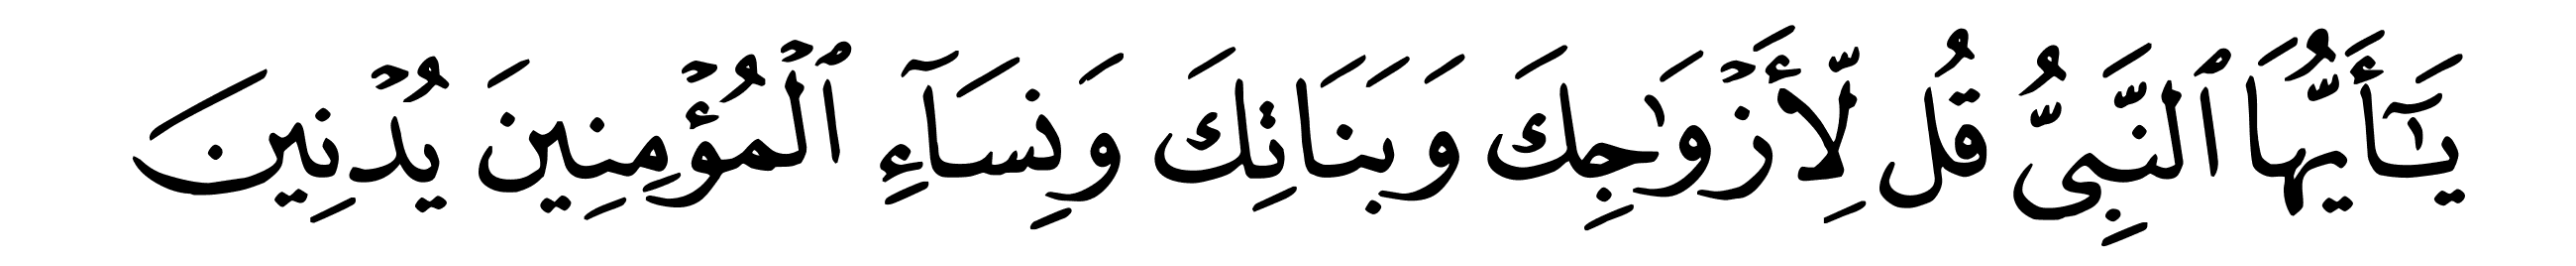 يَـٰٓأَيُّهَا ٱلنَّبِىُّ قُل لِّأَزْوَٰجِكَ وَبَنَاتِكَ وَنِسَآءِ ٱلْمُؤْمِنِينَ يُدْنِينَ